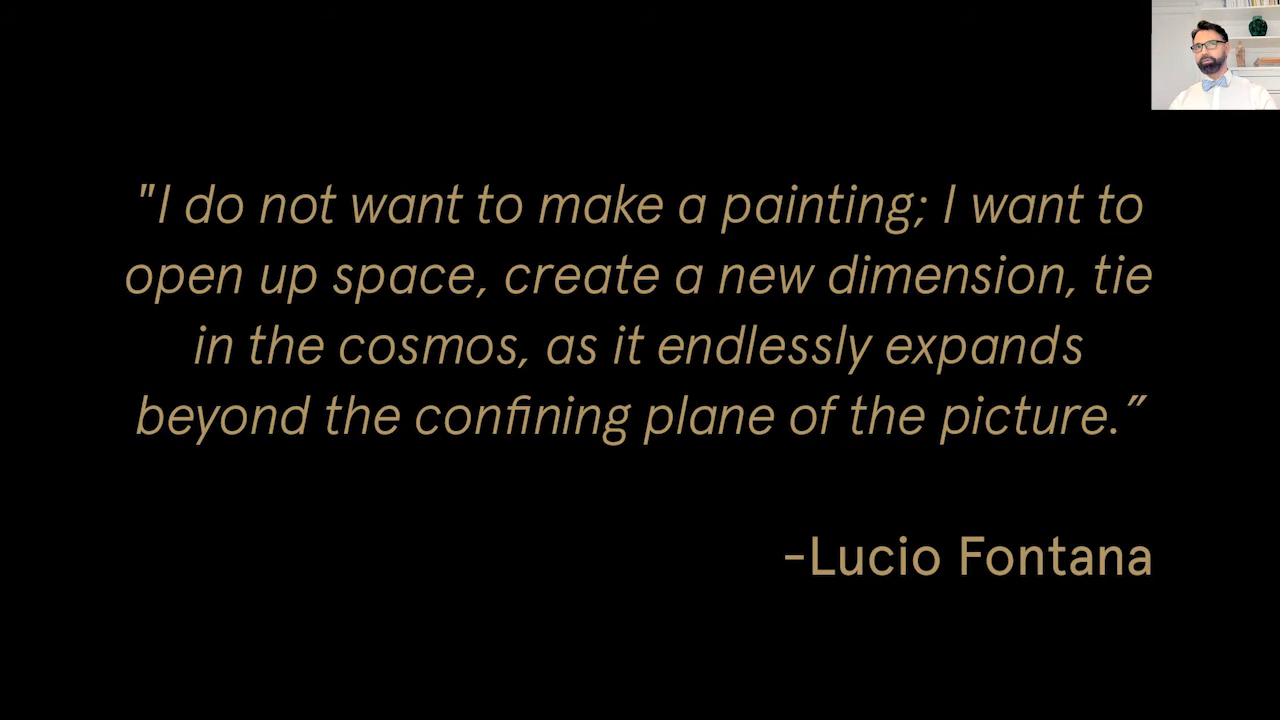 "I do not want to make a painting; I want to
open up space, create a new dimension, tie
in the cosmos, as it endlessly expands
beyond the confining plane of the picture.”
-Lucio Fontana